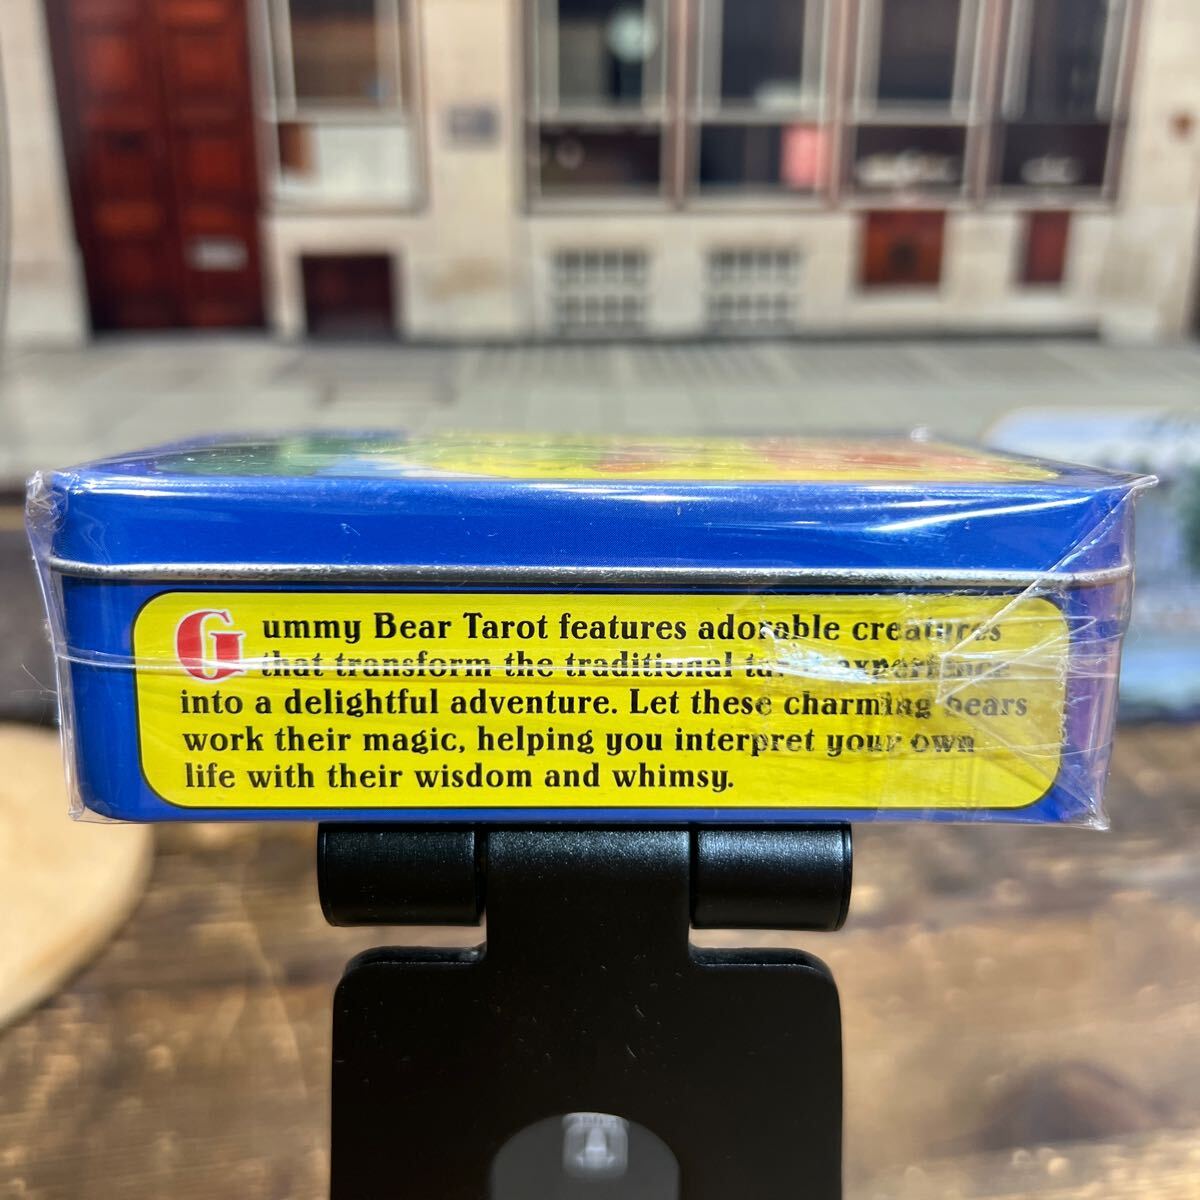 Gummy Bear Tarot features adorable creatures
that transform the traditional tarot experience
into a delightful adventure. Let these charming bears
work their magic, helping you interpret your own
life with their wisdom and whimsy.